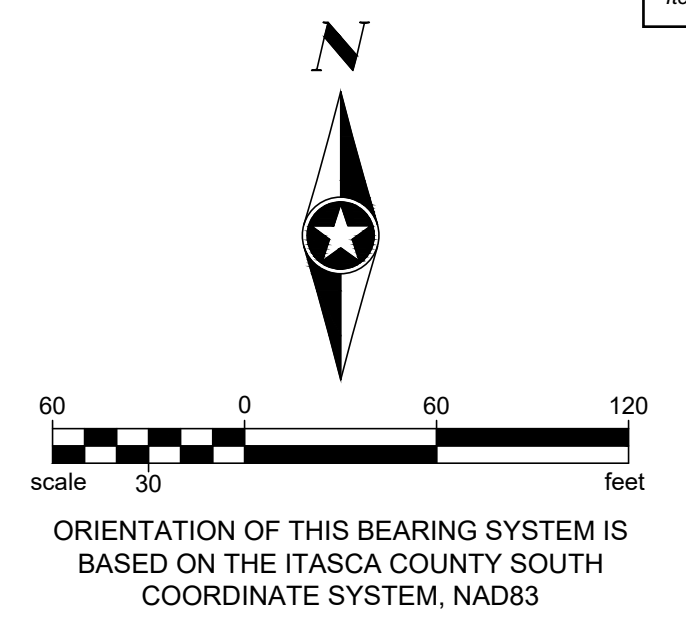 N
60 0 60 120
scale 30 feet
ORIENTATION OF THIS BEARING SYSTEM IS
BASED ON THE ITASCA COUNTY SOUTH
COORDINATE SYSTEM, NAD83